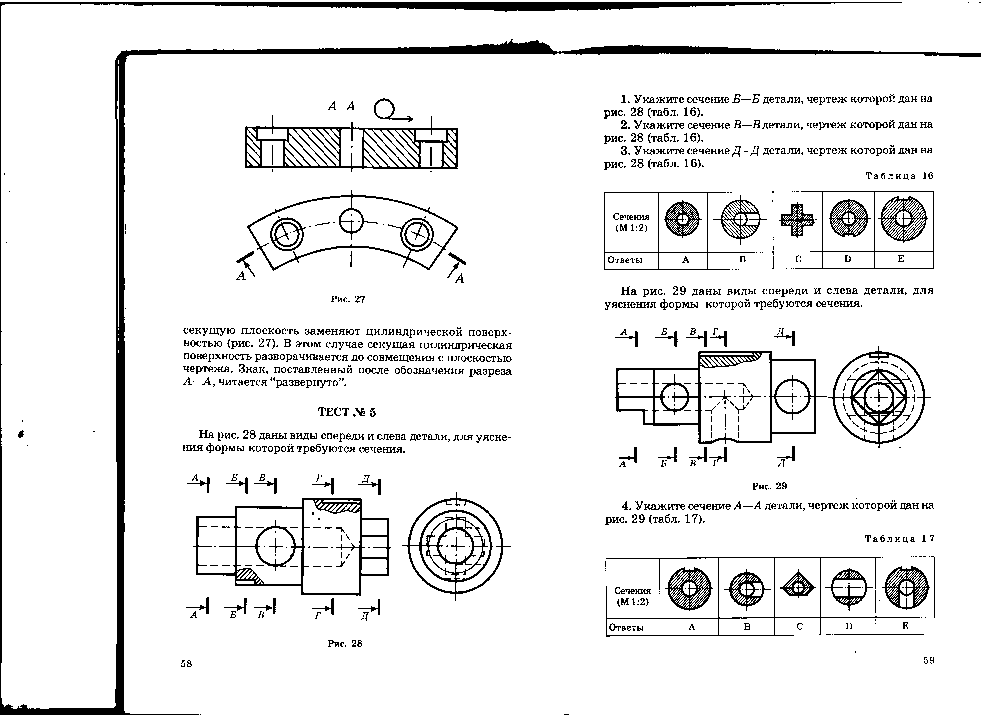 А А
А
А
Рис. 27
секущую плоскость заменяют цилиндрической поверх-
ностью (рис. 27). В этом случае секущая цилиндрическая
поверхность разворачивается до совмещения с плоскостью
чертежа. Знак, поставленный после обозначения разреза
А- А, читается "развернуто".
ТЕСТ № 5
На рис. 28 даны виды спереди и слева детали, для уясне-
ния формы которой требуются сечения.
А Б В Г Д
А Б В Г Д
Рис. 28
58
1. Укажите сечение Б—Б детали, чертеж которой дан на
рис. 28 (табл. 16).
2. Укажите сечение В—В детали, чертеж которой дан на
рис. 28 (табл. 16).
3. Укажите сечение Д-Д детали, чертеж которой дан на
рис. 28 (табл. 16).
Таблица 16
Сечения
(М 1:2)
Ответы A B C D E
На рис. 29 даны виды спереди и слева детали, для
уяснения формы которой требуются сечения.
А Б В Г Д
А Б В Г Д
Рис. 29
4. Укажите сечение А—А детали, чертеж которой дан на
рис. 29 (табл. 17).
Таблица 17
Сечения
(М 1:2)
Ответы A B C D E
59